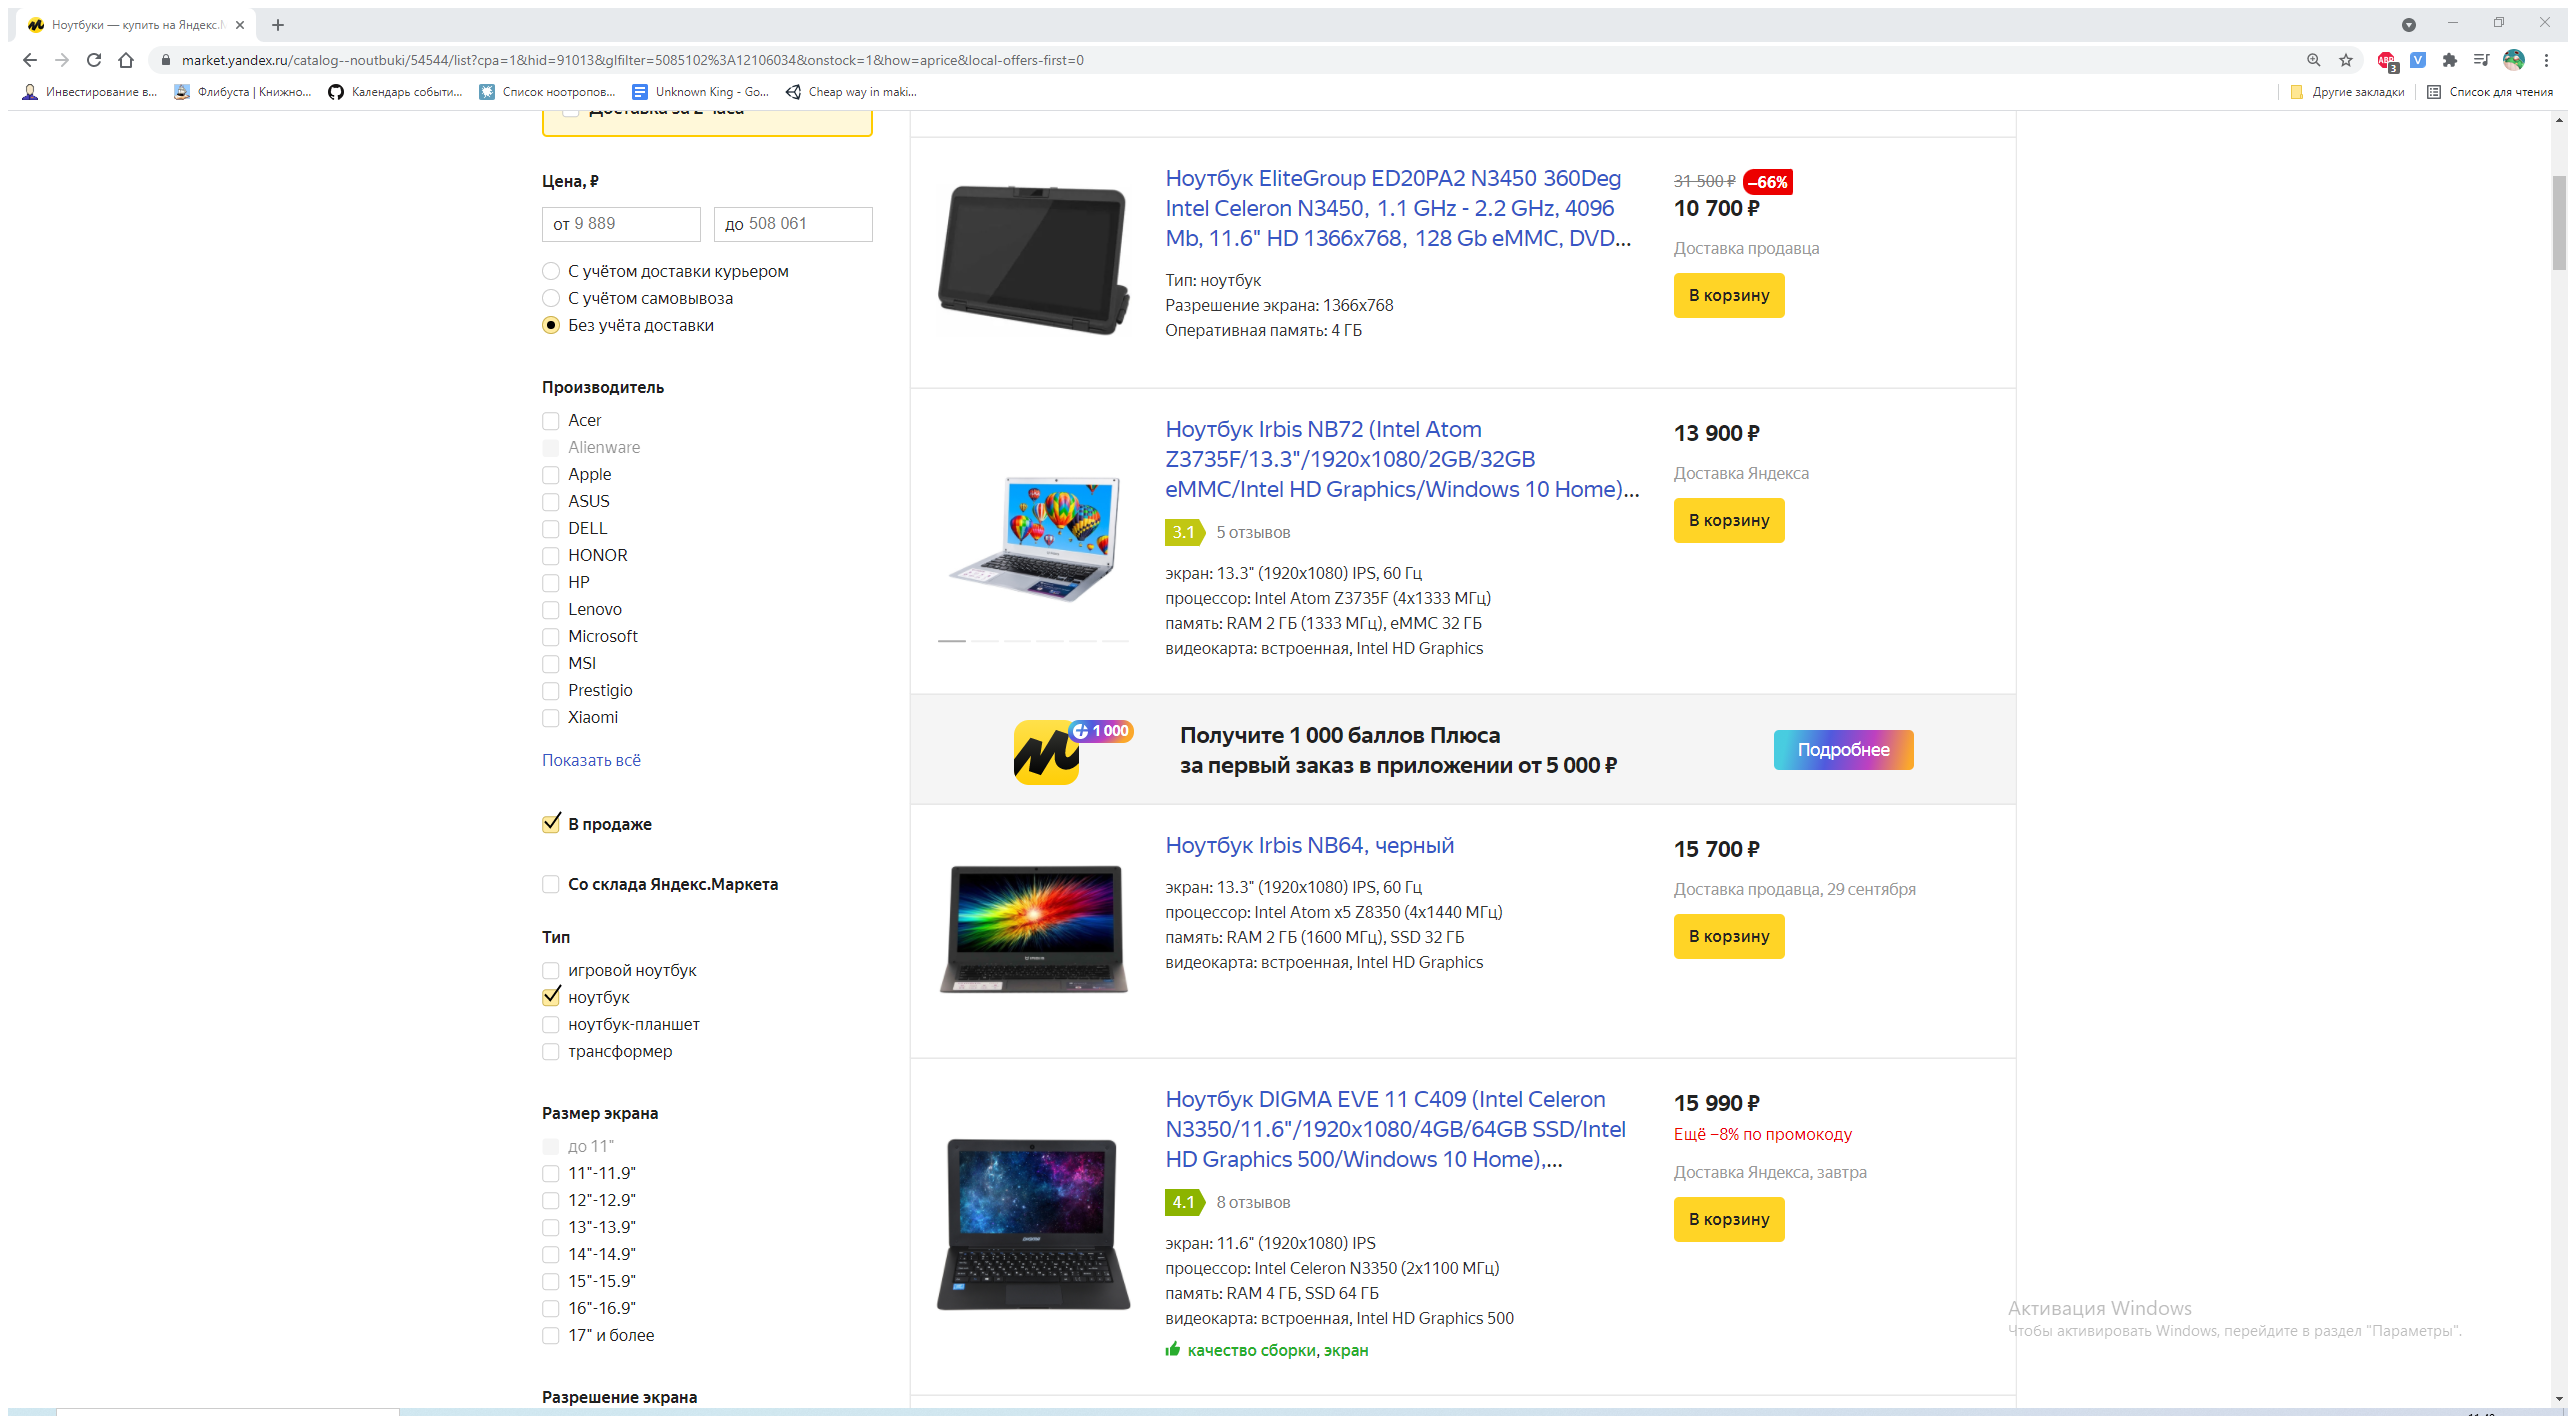 Ноутбуки — купить на Яндекс.М
market.yandex.ru/catalog--noutbuki/54544/list?cpa=1&hid=91013&glfilter=5085102%3A12106034&onstock=1&how=aprice&local-offers-first=0
Инвестирование в...
Флибуста | Книжно...
Календарь событи...
Список ноотропов...
Unknown King - Go...
Cheap way in maki...
Другие закладки
Список для чтения
Доставка за 2 часа
Цена, ₽
от 9 889
до 508 061
С учётом доставки курьером
С учётом самовывоза
Без учёта доставки
Производитель
Acer
Alienware
Apple
ASUS
DELL
HONOR
HP
Lenovo
Microsoft
MSI
Prestigio
Xiaomi
Показать всё
В продаже
Со склада Яндекс.Маркета
Тип
игровой ноутбук
ноутбук
ноутбук-планшет
трансформер
Размер экрана
до 11"
11"-11.9"
12"-12.9"
13"-13.9"
14"-14.9"
15"-15.9"
16"-16.9"
17" и более
Разрешение экрана
Ноутбук EliteGroup ED20PA2 N3450 360Deg
Intel Celeron N3450, 1.1 GHz - 2.2 GHz, 4096
Mb, 11.6" HD 1366x768, 128 Gb eMMC, DVD...
Тип: ноутбук
Разрешение экрана: 1366x768
Оперативная память: 4 ГБ
31 500 ₽ –66%
10 700 ₽
Доставка продавца
В корзину
Ноутбук Irbis NB72 (Intel Atom
Z3735F/13.3"/1920x1080/2GB/32GB
eMMC/Intel HD Graphics/Windows 10 Home)...
3.1 5 отзывов
экран: 13.3" (1920x1080) IPS, 60 Гц
процессор: Intel Atom Z3735F (4x1333 МГц)
память: RAM 2 ГБ (1333 МГц), eMMC 32 ГБ
видеокарта: встроенная, Intel HD Graphics
13 900 ₽
Доставка Яндекса
В корзину
1 000
Получите 1 000 баллов Плюса
за первый заказ в приложении от 5 000 ₽
Подробнее
Ноутбук Irbis NB64, черный
экран: 13.3" (1920x1080) IPS, 60 Гц
процессор: Intel Atom x5 Z8350 (4x1440 МГц)
память: RAM 2 ГБ (1600 МГц), SSD 32 ГБ
видеокарта: встроенная, Intel HD Graphics
15 700 ₽
Доставка продавца, 29 сентября
В корзину
Ноутбук DIGMA EVE 11 C409 (Intel Celeron
N3350/11.6"/1920x1080/4GB/64GB SSD/Intel
HD Graphics 500/Windows 10 Home),...
4.1 8 отзывов
экран: 11.6" (1920x1080) IPS
процессор: Intel Celeron N3350 (2x1100 МГц)
память: RAM 4 ГБ, SSD 64 ГБ
видеокарта: встроенная, Intel HD Graphics 500
качество сборки, экран
15 990 ₽
Ещё –8% по промокоду
Доставка Яндекса, завтра
В корзину
Активация Windows
Чтобы активировать Windows, перейдите в раздел "Параметры".